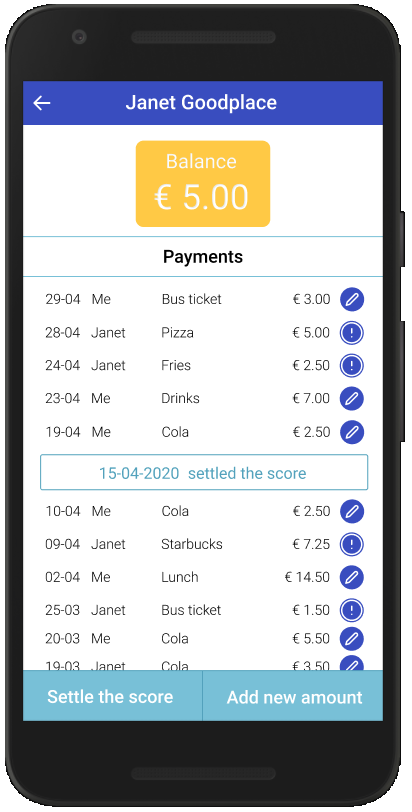 Janet Goodplace
Balance
€ 5.00
Payments
29-04 Me Bus ticket € 3.00
28-04 Janet Pizza € 5.00
24-04 Janet Fries € 2.50
23-04 Me Drinks € 7.00
19-04 Me Cola € 2.50
15-04-2020 settled the score
10-04 Me Cola € 2.50
09-04 Janet Starbucks € 7.25
02-04 Me Lunch € 14.50
25-03 Janet Bus ticket € 1.50
20-03 Me Cola € 5.50
19-03 Janet Cola € 3.50
Settle the score Add new amount